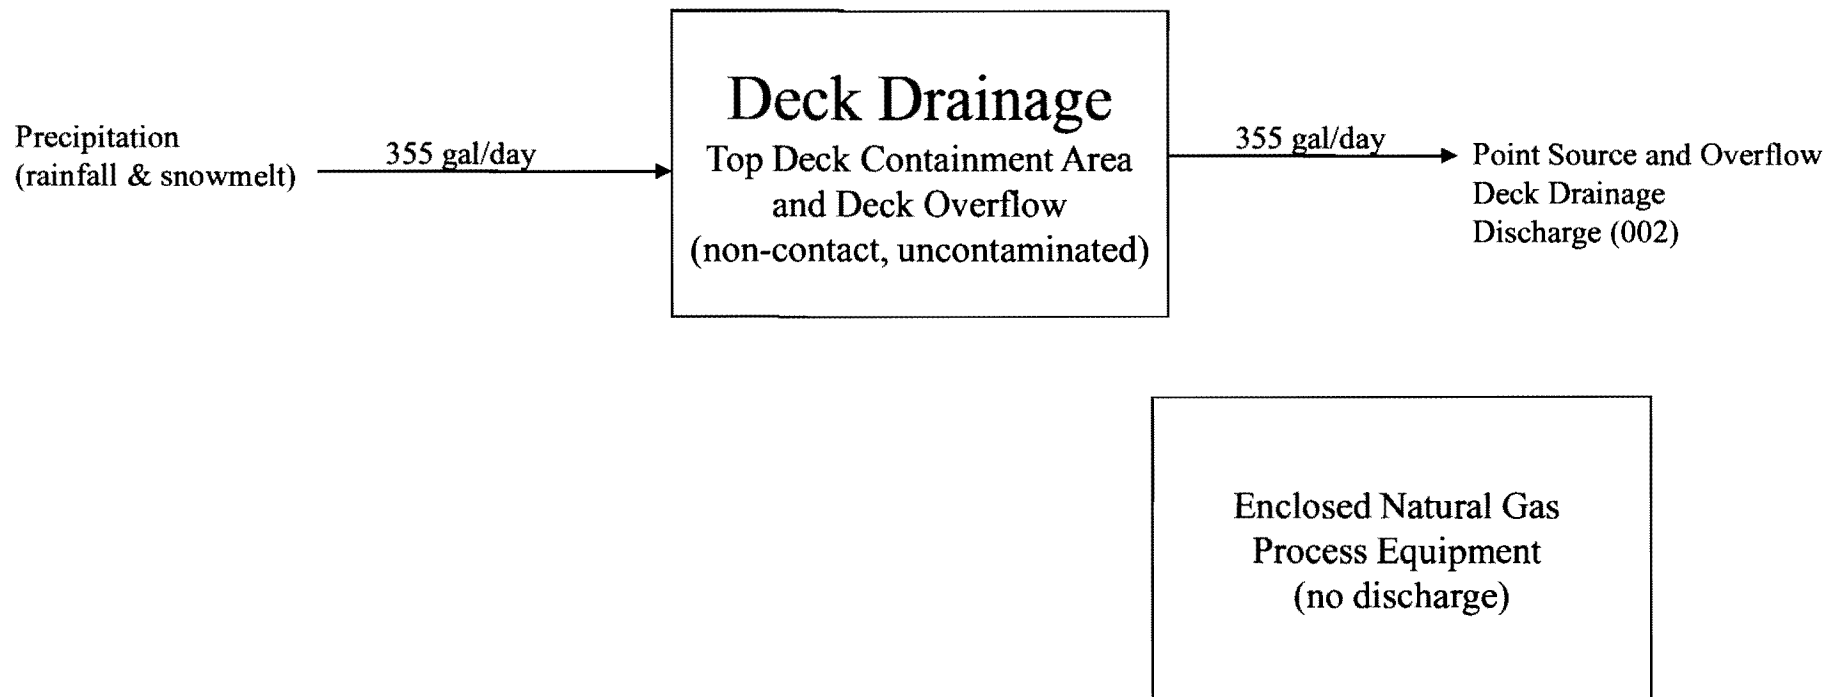 Precipitation
(rainfall & snowmelt)
355 gal/day
Deck Drainage
Top Deck Containment Area
and Deck Overflow
(non-contact, uncontaminated)
355 gal/day
Point Source and Overflow
Deck Drainage
Discharge (002)
Enclosed Natural Gas
Process Equipment
(no discharge)